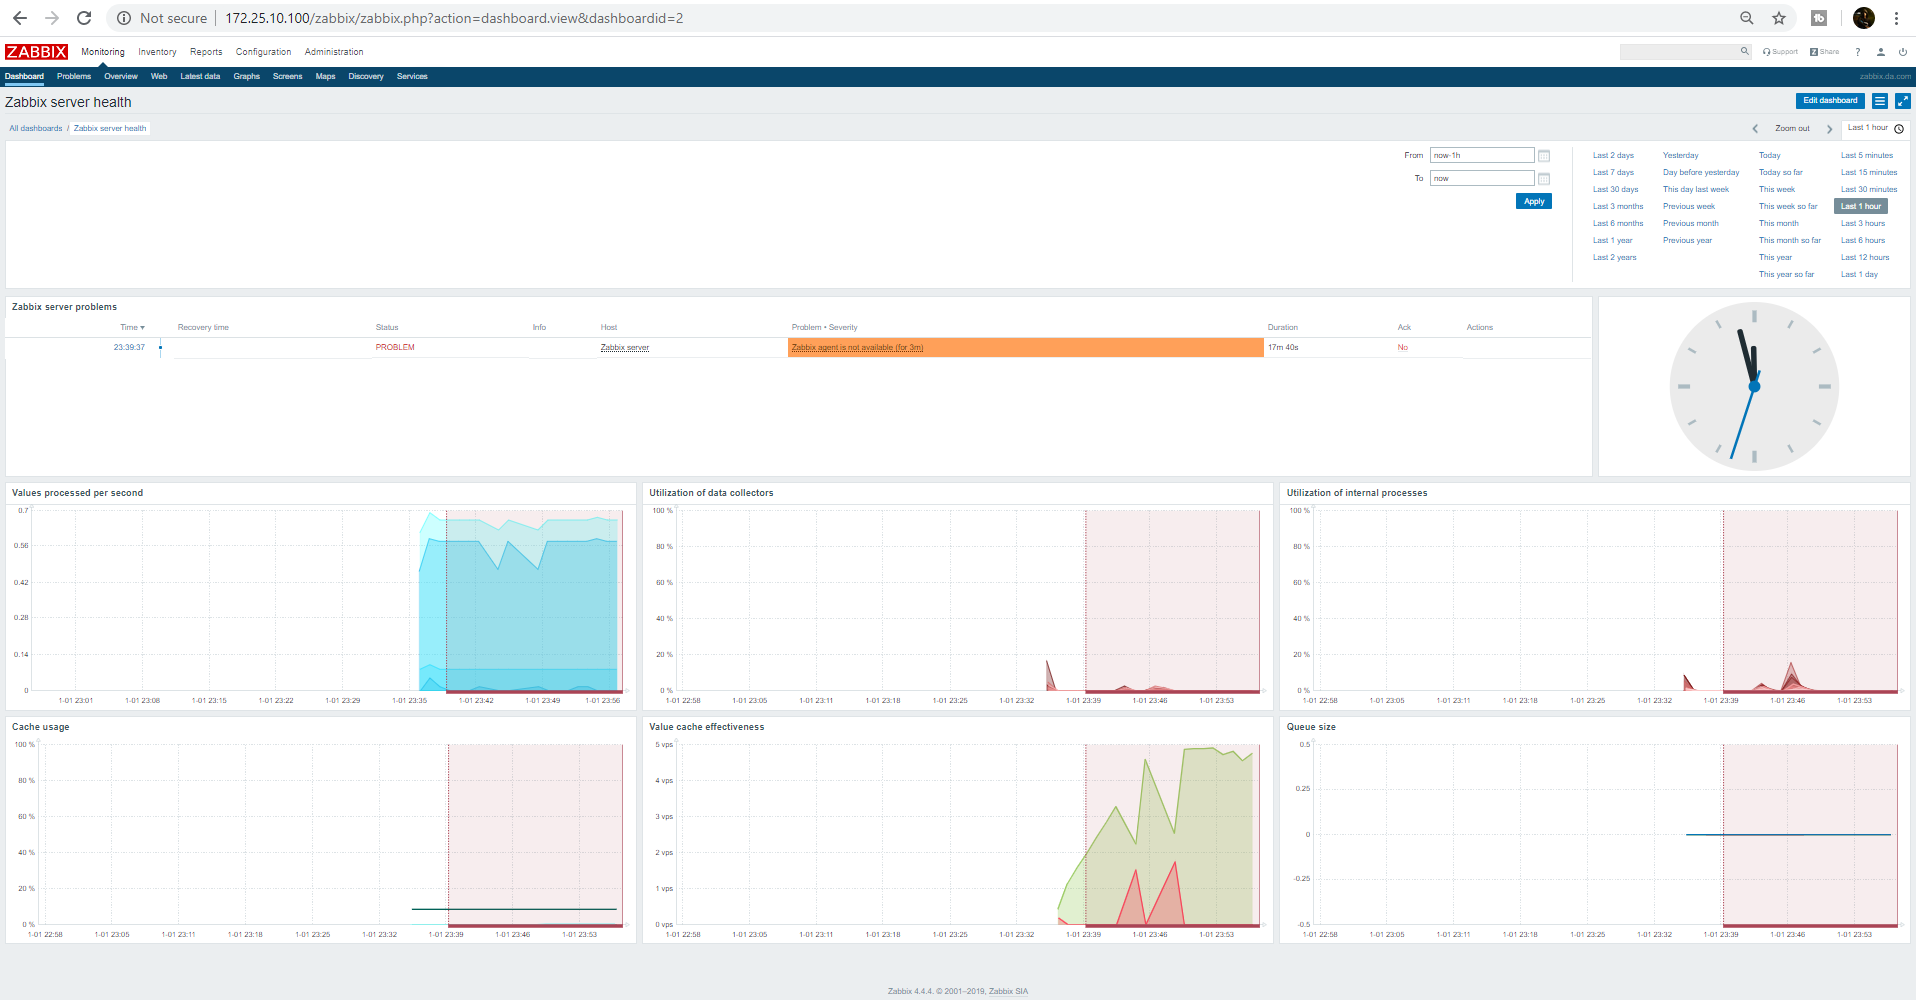 Not secure 172.25.10.100/zabbix/zabbix.php?action=dashboard.view&dashboardid=2
ZABBIX Monitoring Inventory Reports Configuration Administration Support Z Share ?
Dashboard Problems Overview Web Latest data Graphs Screens Maps Discovery Services zabbix.da.com
Zabbix server health Edit dashboard
All dashboards / Zabbix server health Zoom out Last 1 hour
From now-1h Last 2 days Yesterday Today Last 5 minutes
Last 7 days Day before yesterday Today so far Last 15 minutes
To now
Last 30 days This day last week This week Last 30 minutes
Apply
Last 3 months Previous week This week so far Last 1 hour
Last 6 months Previous month This month Last 3 hours
Last 1 year Previous year This month so far Last 6 hours
Last 2 years This year Last 12 hours
This year so far Last 1 day
Zabbix server problems
Time ▼ Recovery time Status Info Host Problem • Severity Duration Ack Actions
23:39:37 PROBLEM Zabbix server Zabbix agent is not available (for 3m) 17m 40s No
Values processed per second
0.7
0.56
0.42
0.28
0.14
0
1-01 23:01 1-01 23:08 1-01 23:15 1-01 23:22 1-01 23:29 1-01 23:35 1-01 23:42 1-01 23:49 1-01 23:56
Utilization of data collectors
100 %
80 %
60 %
40 %
20 %
0 %
1-01 22:58 1-01 23:05 1-01 23:11 1-01 23:18 1-01 23:25 1-01 23:32 1-01 23:39 1-01 23:46 1-01 23:53
Utilization of internal processes
100 %
80 %
60 %
40 %
20 %
0 %
1-01 22:58 1-01 23:05 1-01 23:11 1-01 23:18 1-01 23:25 1-01 23:32 1-01 23:39 1-01 23:46 1-01 23:53
Cache usage
100 %
80 %
60 %
40 %
20 %
0 %
1-01 22:58 1-01 23:05 1-01 23:11 1-01 23:18 1-01 23:25 1-01 23:32 1-01 23:39 1-01 23:46 1-01 23:53
Value cache effectiveness
5 vps
4 vps
3 vps
2 vps
1 vps
0 vps
1-01 22:58 1-01 23:05 1-01 23:11 1-01 23:18 1-01 23:25 1-01 23:32 1-01 23:39 1-01 23:46 1-01 23:53
Queue size
0.5
0.25
0
-0.25
-0.5
1-01 22:58 1-01 23:05 1-01 23:11 1-01 23:18 1-01 23:25 1-01 23:32 1-01 23:39 1-01 23:46 1-01 23:53
Zabbix 4.4.4. © 2001–2019, Zabbix SIA